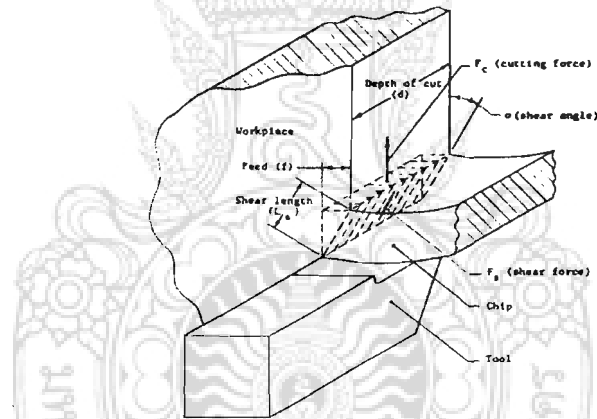 F_c (cutting force)
Depth of cut
(d)
σ (shear angle)
Workpiece
Feed (f)
Shear length
(L_s)
F_s (shear force)
Chip
Tool